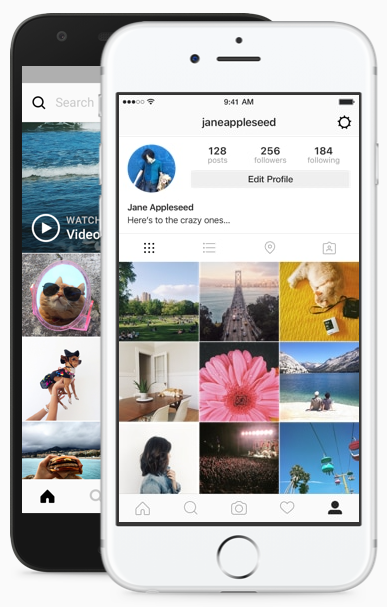 Search
WATCH
Video
9:41 AM
janeappleseed
128
posts
256
followers
184
following
Edit Profile
Jane Appleseed
Here's to the crazy ones...